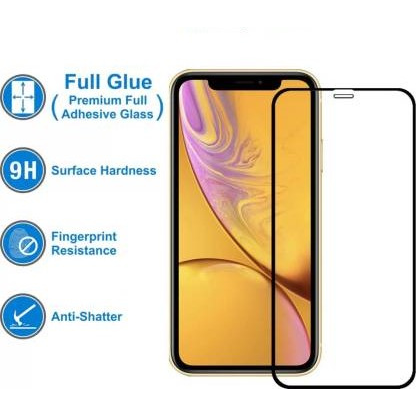 Full Glue
( Premium Full
Adhesive Glass )
9H
Surface Hardness
Fingerprint
Resistance
Anti-Shatter